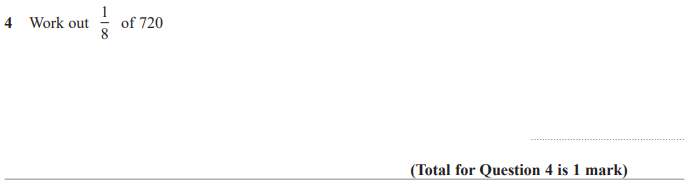 4 Work out 1/8 of 720
(Total for Question 4 is 1 mark)